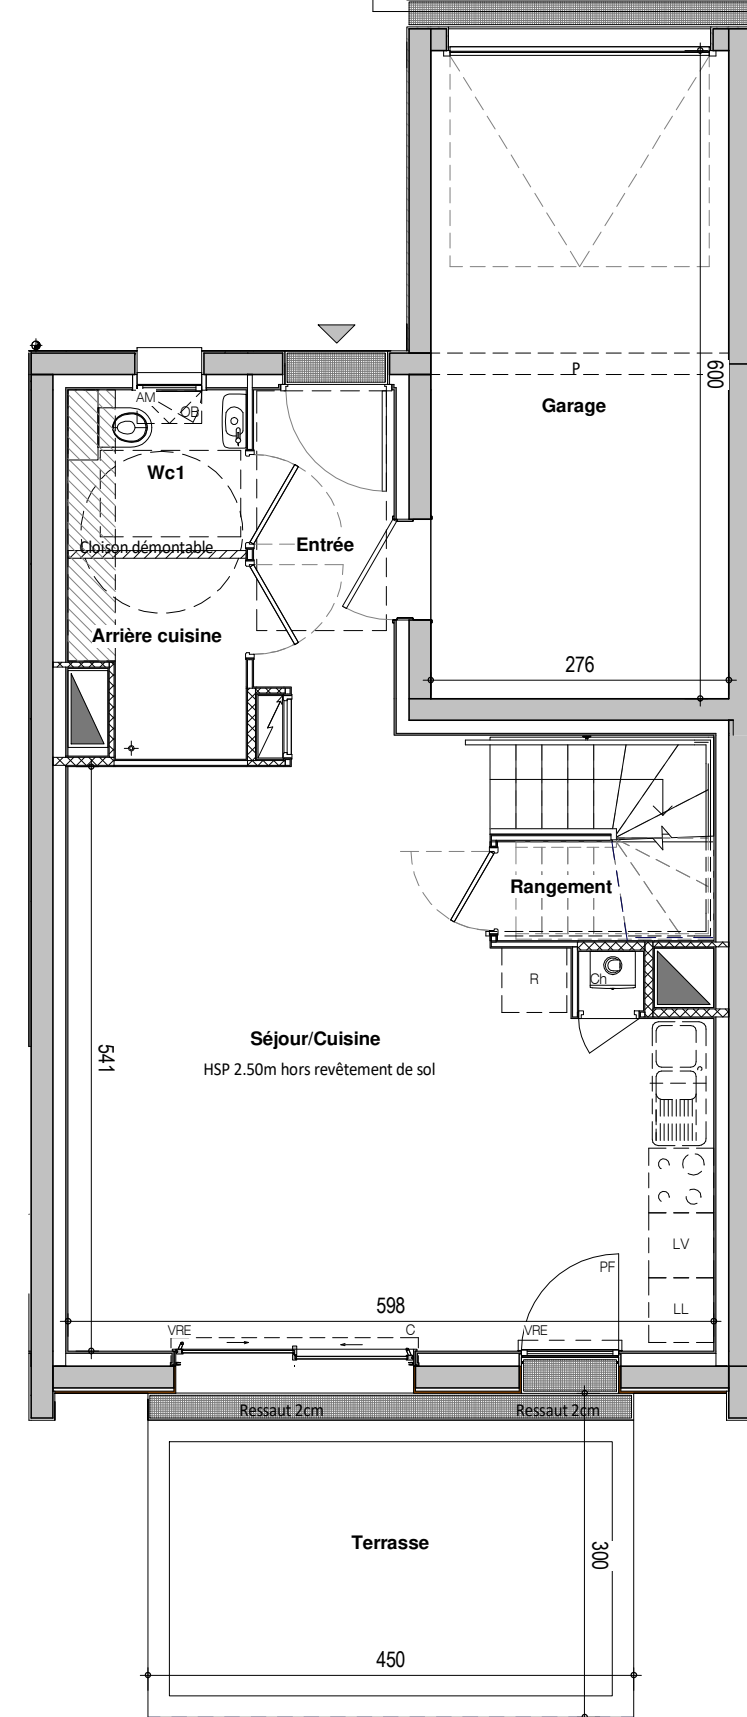 P
600
Garage
AM
OB
Wc1
Entrée
Cloison démontable
Arrière cuisine
276
Rangement
R
Ch
Séjour/Cuisine
HSP 2.50m hors revêtement de sol
541
LV
PF
598
LL
VRE
C
VRE
Ressaut 2cm
Ressaut 2cm
Terrasse
300
450